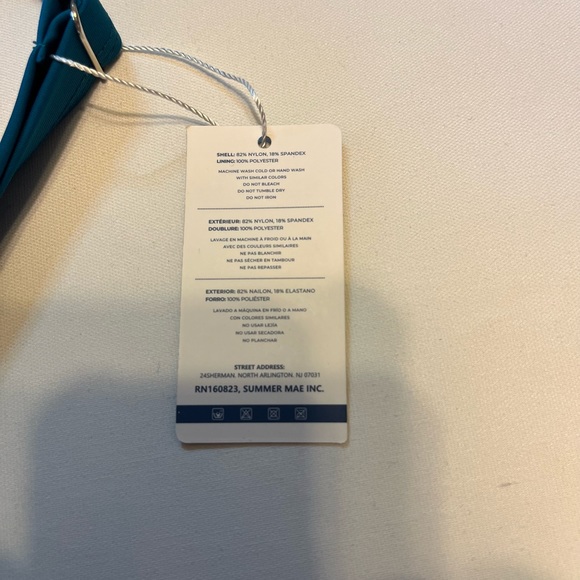 SHELL: 82% NYLON, 18% SPANDEX
LINING: 100% POLYESTER
MACHINE WASH COLD OR HAND WASH
WITH SIMILAR COLORS
DO NOT BLEACH
DO NOT TUMBLE DRY
DO NOT IRON
EXTÉRIEUR: 82% NYLON, 18% SPANDEX
DOUBLURE: 100% POLYESTER
LAVAGE EN MACHINE À FROID OU À LA MAIN
AVEC DES COULEURS SIMILAIRES
NE PAS BLANCHIR
NE PAS SÉCHER EN TAMBOUR
NE PAS REPASSER
EXTERIOR: 82% NAILON, 18% ELASTANO
FORRO: 100% POLIÉSTER
LAVADO A MÁQUINA EN FRÍO O A MANO
CON COLORES SIMILARES
NO USAR LEJÍA
NO USAR SECADORA
NO PLANCHAR
STREET ADDRESS:
24SHERMAN. NORTH ARLINGTON, NJ 07031
RN160823, SUMMER MAE INC.